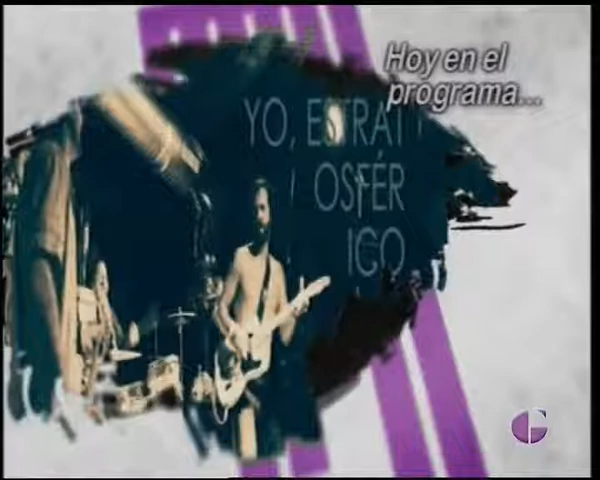 Hoy en el
programa...
YO, ESTRAT
OSFÉR
ICO